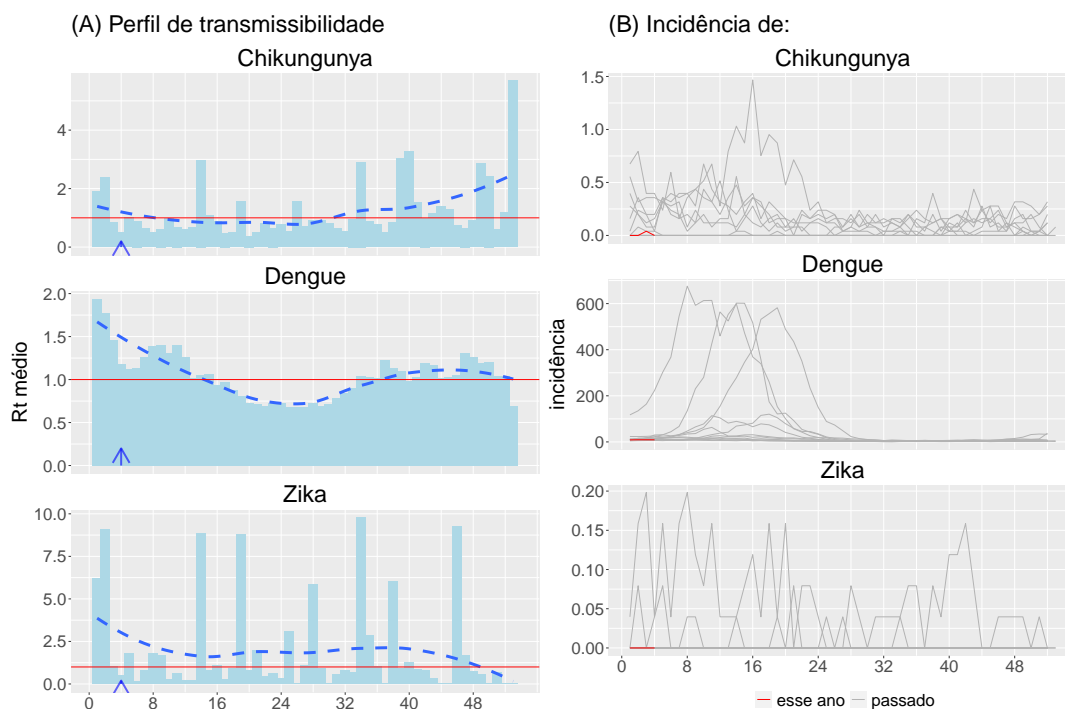 (A) Perfil de transmissibilidade
Chikungunya
4
2
0
Dengue
2.0
1.5
1.0
0.5
0.0
Rt médio
Zika
10.0
7.5
5.0
2.5
0.0
0 8 16 24 32 40 48
(B) Incidência de:
Chikungunya
1.5
1.0
0.5
0.0
Dengue
600
400
200
0
incidência
Zika
0.20
0.15
0.10
0.05
0.00
0 8 16 24 32 40 48
esse ano passado